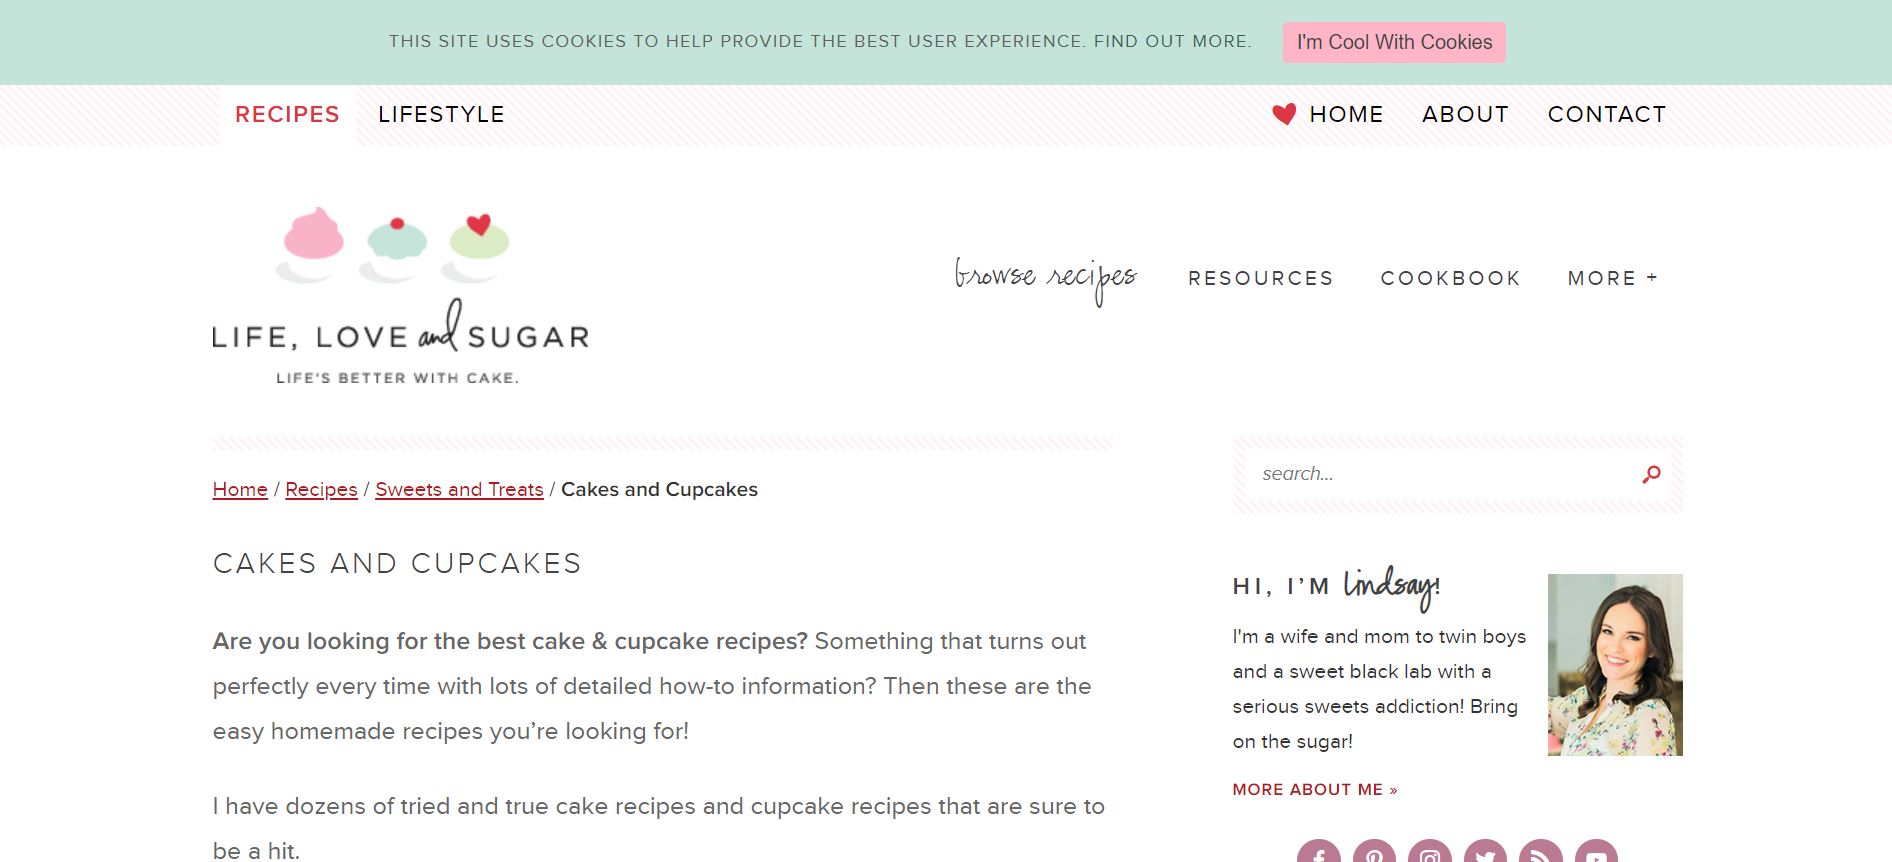 THIS SITE USES COOKIES TO HELP PROVIDE THE BEST USER EXPERIENCE. FIND OUT MORE.
I'm Cool With Cookies
RECIPES
LIFESTYLE
HOME
ABOUT
CONTACT
LIFE, LOVE and SUGAR
LIFE'S BETTER WITH CAKE.
browse recipes
RESOURCES
COOKBOOK
MORE +
Home / Recipes / Sweets and Treats / Cakes and Cupcakes
CAKES AND CUPCAKES
Are you looking for the best cake & cupcake recipes? Something that turns out
perfectly every time with lots of detailed how-to information? Then these are the
easy homemade recipes you’re looking for!
I have dozens of tried and true cake recipes and cupcake recipes that are sure to
be a hit.
search...
HI, I’M lindsay!
I'm a wife and mom to twin boys
and a sweet black lab with a
serious sweets addiction! Bring
on the sugar!
MORE ABOUT ME »